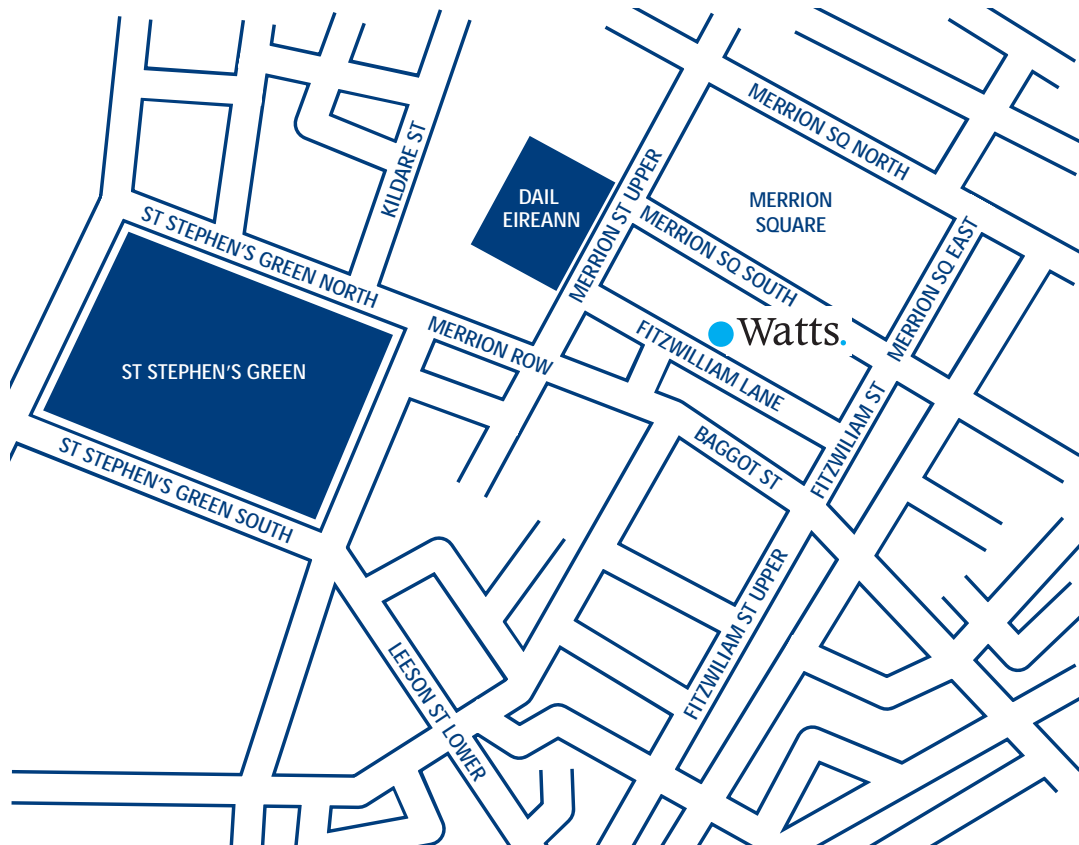 MERRION SQ NORTH
KILDARE ST
MERRION ST UPPER
DAIL
EIREANN
MERRION
SQUARE
ST STEPHEN'S GREEN NORTH
MERRION SQ SOUTH
MERRION SQ EAST
MERRION ROW
FITZWILLIAM LANE
Watts.
ST STEPHEN'S GREEN
FITZWILIAM ST
BAGGOT ST
ST STEPHEN'S GREEN SOUTH
FITZWILIAM ST UPPER
LEESON ST LOWER